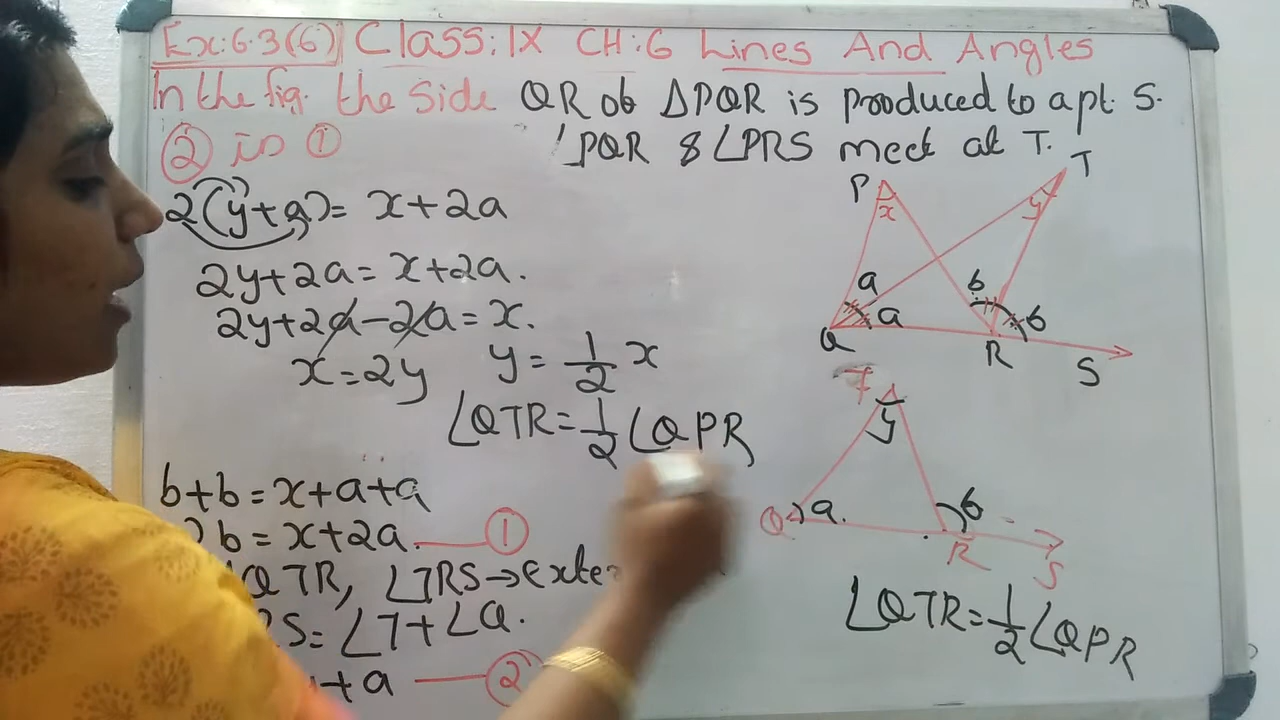 Ex:6.3(6) Class:IX CH:6 Lines And Angles
In the fig. the side QR of ΔPQR is produced to a pt. S.
∠PQR & ∠PRS meet at T.
② in ①
2(y+a)= x+2a
2y+2a= x+2a.
2y+2a-2a=x.
x=2y y=1/2 x
∠QTR=1/2 ∠QPR
b+b=x+a+a
2b=x+2a. ①
QTR, ∠TRS→Exte
S= ∠T+∠Q.
y+a ②
P
x
T
y
a
a
b
b
Q
R
S
T
y
a.
b
Q
R
S
∠QTR=1/2 ∠QPR